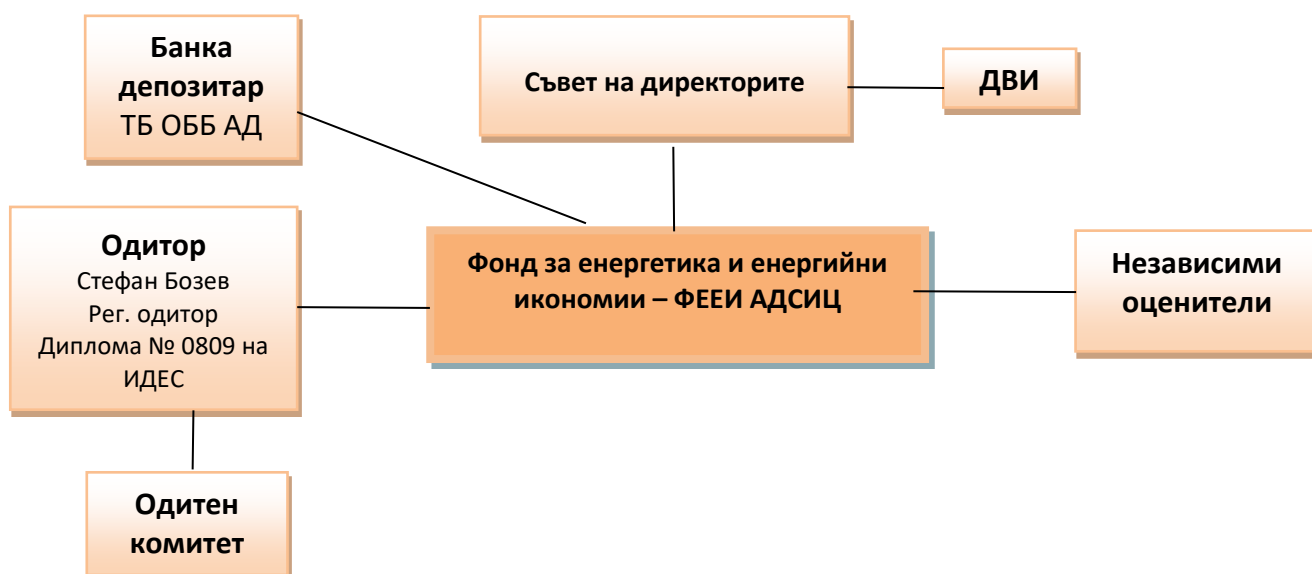 Банка
депозитар
ТБ ОББ АД
Съвет на директорите
ДВИ
Одитор
Стефан Бозев
Рег. одитор
Диплома № 0809 на
ИДЕС
Фонд за енергетика и енергийни
икономии – ФЕЕИ АДСИЦ
Независими
оценители
Одитен
комитет